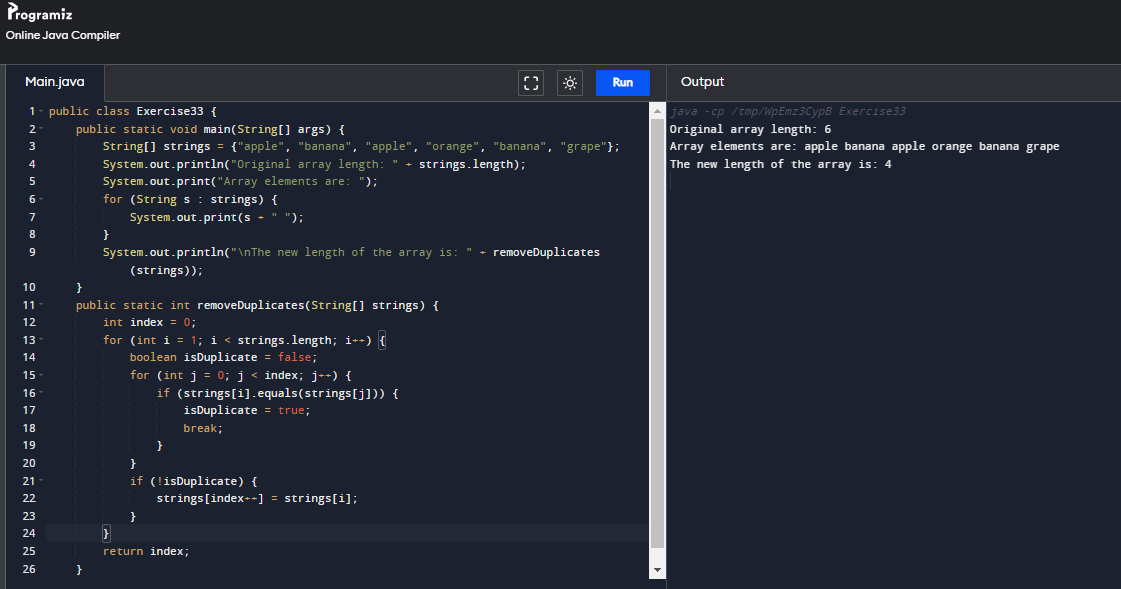 Programiz
Online Java Compiler
Main.java
Run
Output
1 public class Exercise33 {
2 public static void main(String[] args) {
3 String[] strings = {"apple", "banana", "apple", "orange", "banana", "grape"};
4 System.out.println("Original array length: " + strings.length);
5 System.out.print("Array elements are: ");
6 for (String s : strings) {
7 System.out.print(s + " ");
8 }
9 System.out.println("\nThe new length of the array is: " + removeDuplicates
(strings));
10 }
11 public static int removeDuplicates(String[] strings) {
12 int index = 0;
13 for (int i = 1; i < strings.length; i++) {
14 boolean isDuplicate = false;
15 for (int j = 0; j < index; j++) {
16 if (strings[i].equals(strings[j])) {
17 isDuplicate = true;
18 break;
19 }
20 }
21 if (!isDuplicate) {
22 strings[index++] = strings[i];
23 }
24 }
25 return index;
26 }
java -cp /tmp/WpEmz3CypB Exercise33
Original array length: 6
Array elements are: apple banana apple orange banana grape
The new length of the array is: 4